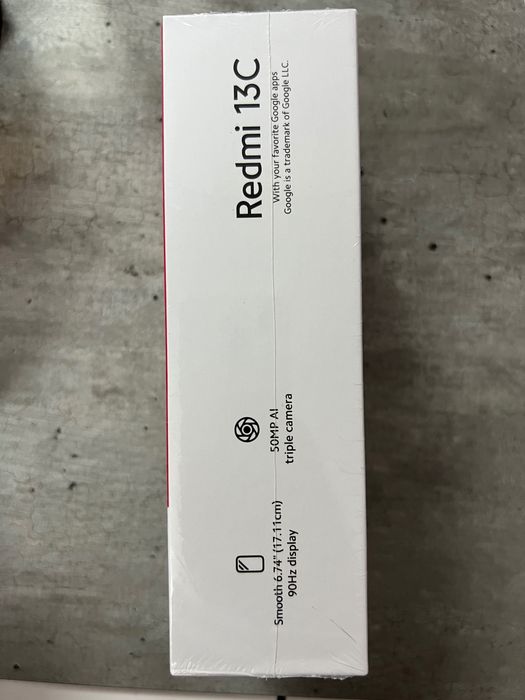 Redmi 13C
With your favorite Google apps
Google is a trademark of Google LLC.
50MP AI
triple camera
Smooth 6.74" (17.11cm)
90Hz display